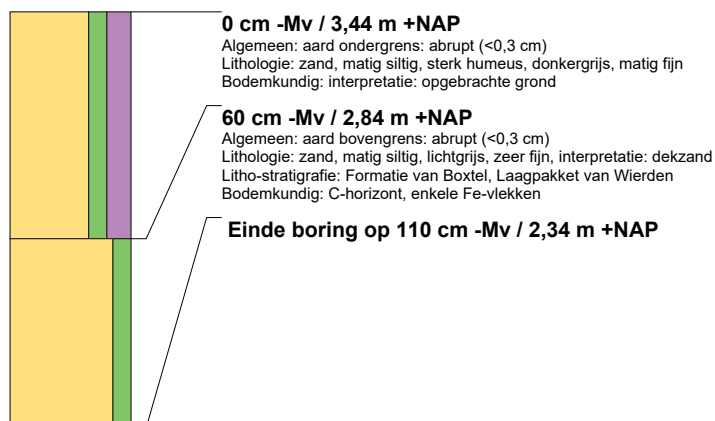 0 cm -Mv / 3,44 m +NAP
Algemeen: aard ondergrens: abrupt (<0,3 cm)
Lithologie: zand, matig siltig, sterk humeus, donkergrijs, matig fijn
Bodemkundig: interpretatie: opgebrachte grond
60 cm -Mv / 2,84 m +NAP
Algemeen: aard bovengrens: abrupt (<0,3 cm)
Lithologie: zand, matig siltig, lichtgrijs, zeer fijn, interpretatie: dekzand
Litho-stratigrafie: Formatie van Boxtel, Laagpakket van Wierden
Bodemkundig: C-horizont, enkele Fe-vlekken
Einde boring op 110 cm -Mv / 2,34 m +NAP